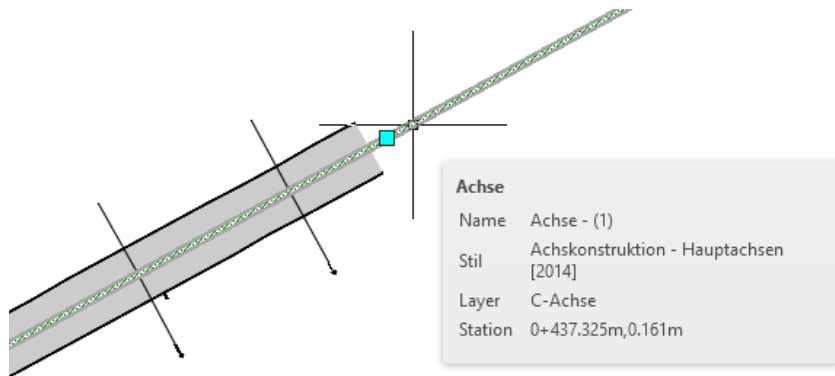 Achse
Name Achse - (1)
Stil Achskonstruktion - Hauptachsen
[2014]
Layer C-Achse
Station 0+437.325m,0.161m